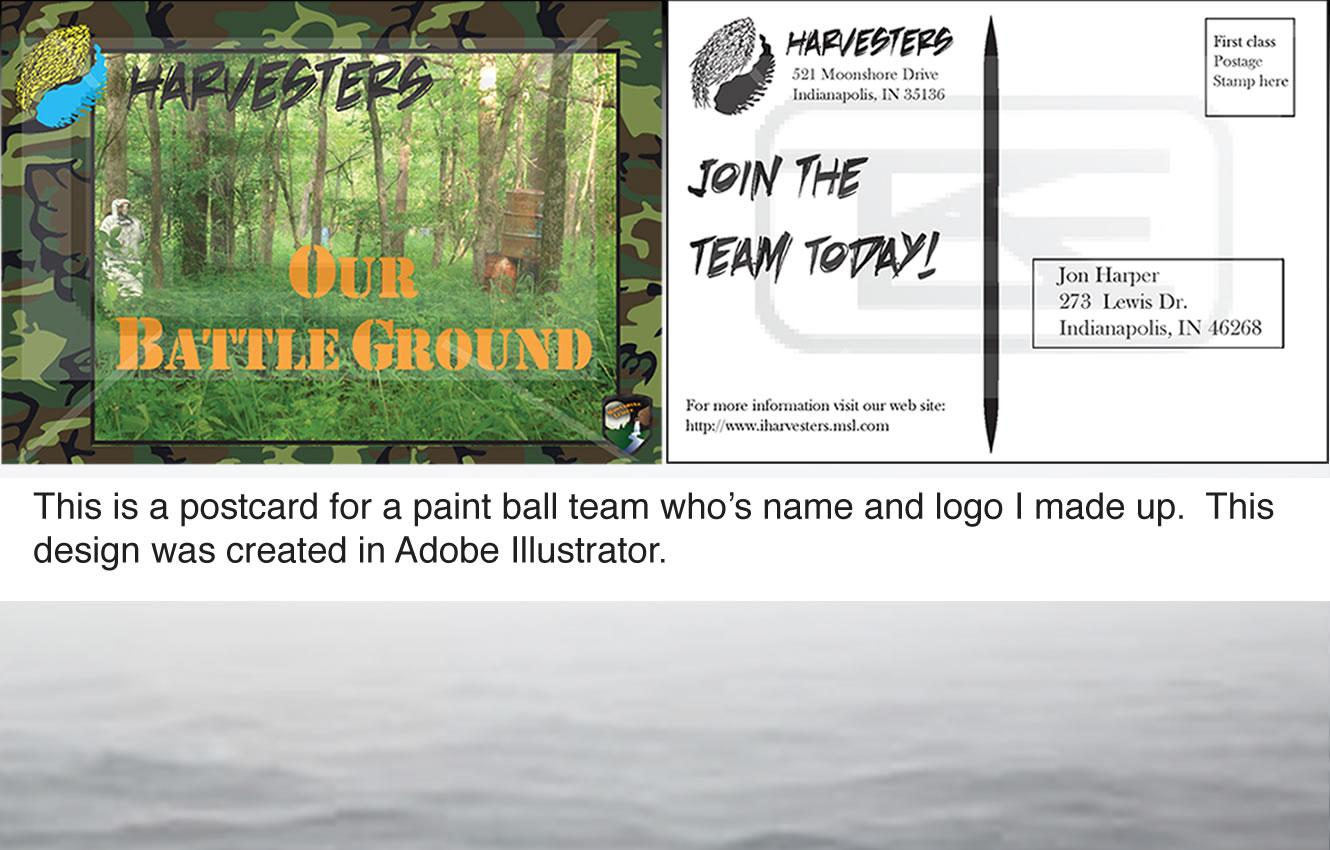 HARVESTERS
OUR
BATTLE GROUND
HARVESTERS
521 Moonshore Drive
Indianapolis, IN 35136
First class
Postage
Stamp here
JOIN THE
TEAM TODAY!
Jon Harper
273 Lewis Dr.
Indianapolis, IN 46268
For more information visit our web site:
http://www.iharvesters.msl.com
This is a postcard for a paint ball team who’s name and logo I made up. This
design was created in Adobe Illustrator.